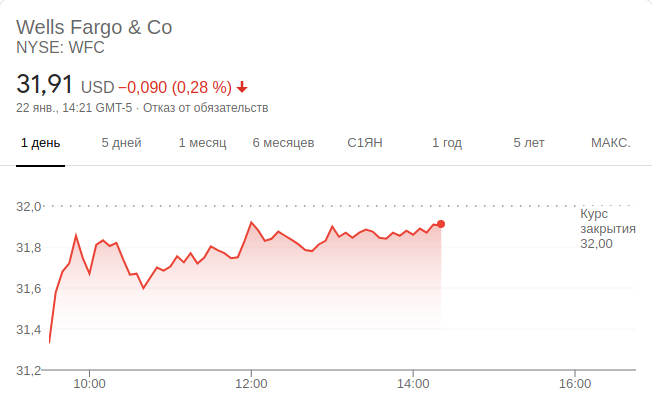 Wells Fargo & Co
NYSE: WFC
31,91 USD −0,090 (0,28 %)
22 янв., 14:21 GMT-5 · Отказ от обязательств
1 день 5 дней 1 месяц 6 месяцев С1ЯН 1 год 5 лет МАКС.
32,0
Курс
закрытия
32,00
31,8
31,6
31,4
31,2
10:00 12:00 14:00 16:00